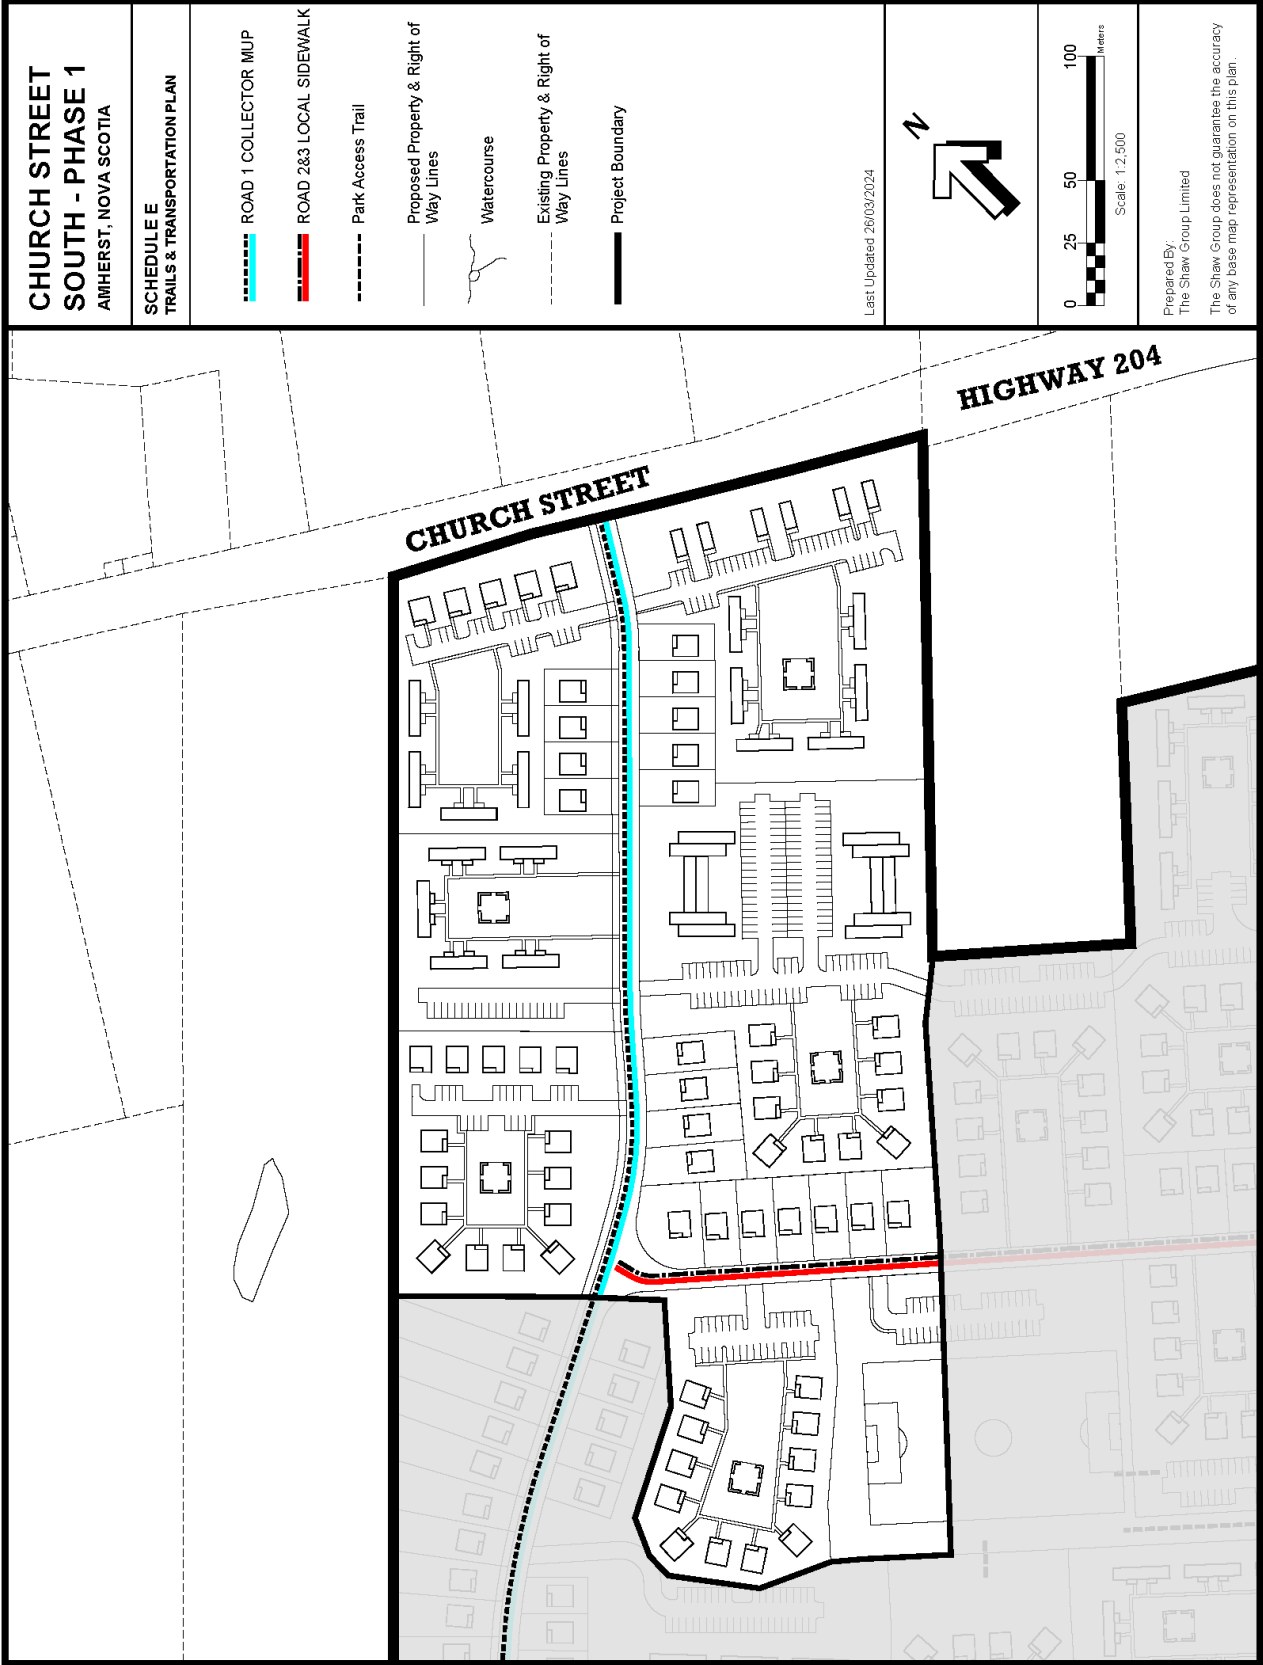 CHURCH STREET
SOUTH - PHASE 1
AMHERST, NOVA SCOTIA
SCHEDULE E
TRAILS & TRANSPORTATION PLAN
ROAD 1 COLLECTOR MUP
ROAD 2&3 LOCAL SIDEWALK
Park Access Trail
Proposed Property & Right of
Way Lines
Watercourse
Existing Property & Right of
Way Lines
Project Boundary
Last Updated 26/03/2024
N
0 25 50 100
Meters
Scale: 1:2,500
Prepared By:
The Shaw Group Limited
The Shaw Group does not guarantee the accuracy
of any base map representation on this plan.
HIGHWAY 204
CHURCH STREET